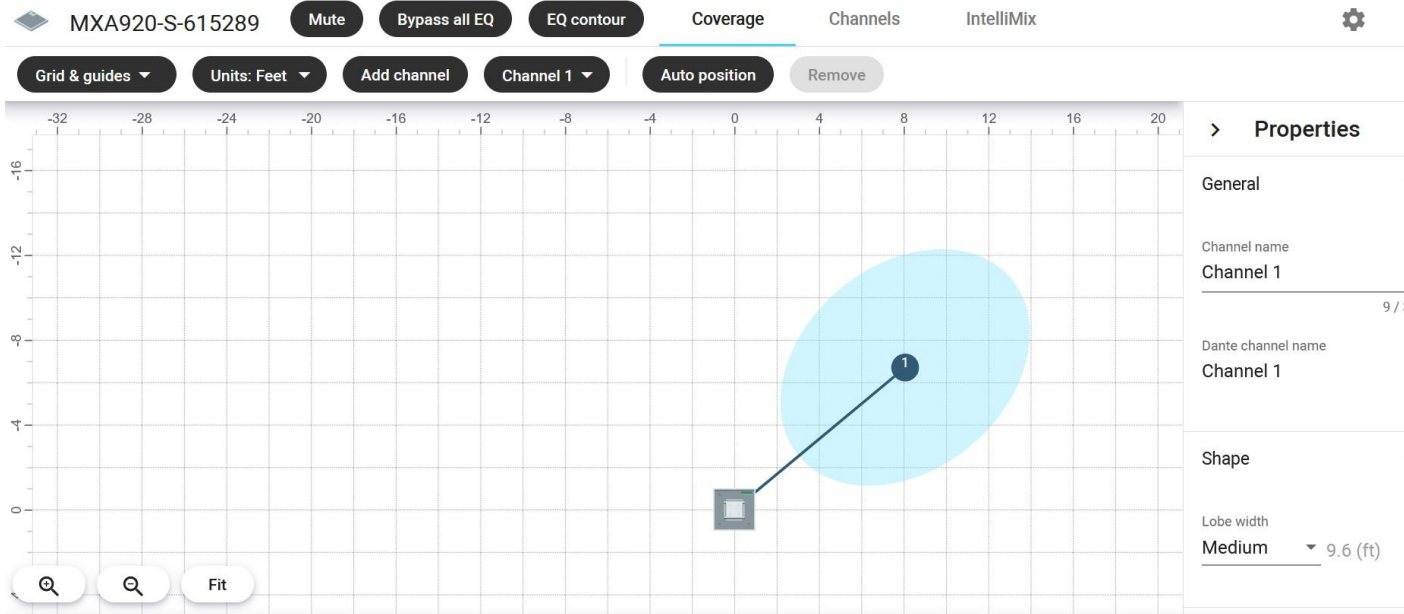 MXA920-S-615289 Mute Bypass all EQ EQ contour Coverage Channels IntelliMix
Grid & guides Units: Feet Add channel Channel 1 Auto position Remove
-32 -28 -24 -20 -16 -12 -8 -4 0 4 8 12 16 20
Properties
-16
General
-12
Channel name
Channel 1
9 /
-8
Dante channel name
1
Channel 1
-4
Shape
0
Lobe width
Medium 9.6 (ft)
Fit